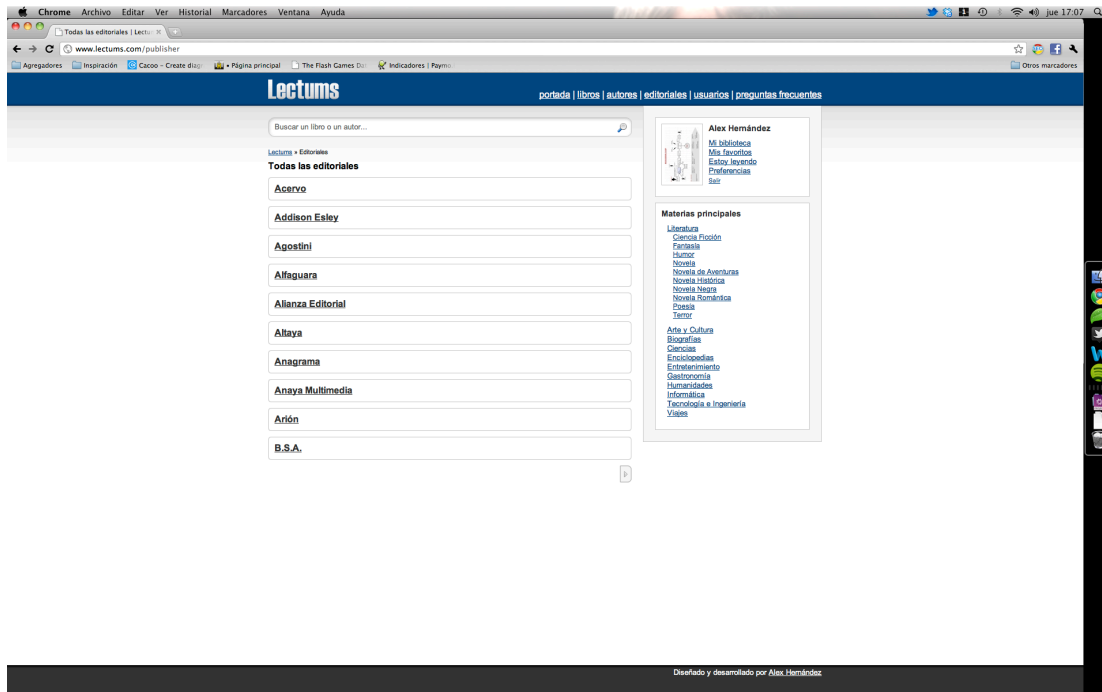 Chrome Archivo Editar Ver Historial Marcadores Ventana Ayuda
jue 17:07
Todas las editoriales | Lectur
www.lectums.com/publisher
Agregadores Inspiración Cacoo - Create diag Página principal The Flash Games De Indicadores | Paymo
Otros marcadores
Lectums
portada | libros | autores | editoriales | usuarios | preguntas frecuentes
Buscar un libro o un autor...
Lectums » Editoriales
Todas las editoriales
Acervo
Addison Esley
Agostini
Alfaguara
Alianza Editorial
Altaya
Anagrama
Anaya Multimedia
Arión
B.S.A.
Alex Hernández
Mi biblioteca
Mis favoritos
Estoy leyendo
Preferencias
Salir
Materias principales
Literatura
Ciencia Ficción
Fantasía
Humor
Novela
Novela de Aventuras
Novela Histórica
Novela Negra
Novela Romántica
Poesía
Terror
Arte y Cultura
Biografías
Ciencias
Enciclopedias
Entretenimiento
Gastronomía
Humanidades
Informática
Tecnología e Ingeniería
Viajes
Diseñado y desarrollado por Alex Hernández